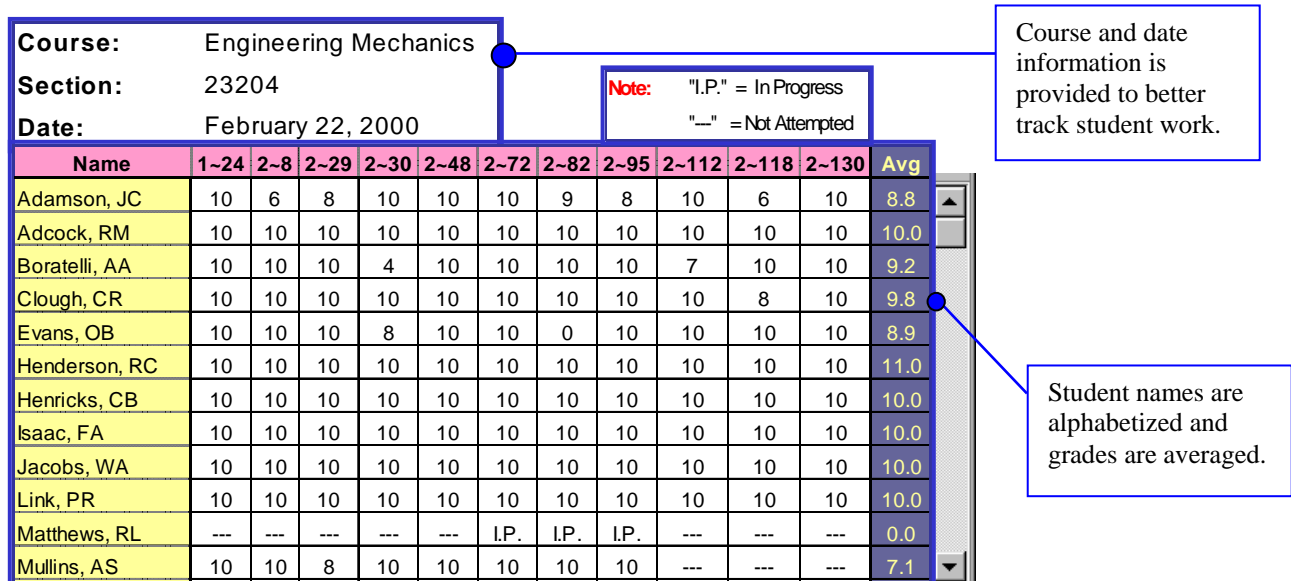 Course: Engineering Mechanics
Section: 23204
Date: February 22, 2000
Note: "I.P." = In Progress
"---" = Not Attempted
Course and date
information is
provided to better
track student work.
Name 1~24 2~8 2~29 2~30 2~48 2~72 2~82 2~95 2~112 2~118 2~130 Avg
Adamson, JC 10 6 8 10 10 10 9 8 10 6 10 8.8
Adcock, RM 10 10 10 10 10 10 10 10 10 10 10 10.0
Boratelli, AA 10 10 10 4 10 10 10 10 7 10 10 9.2
Clough, CR 10 10 10 10 10 10 10 10 10 8 10 9.8
Evans, OB 10 10 10 8 10 10 0 10 10 10 10 8.9
Henderson, RC 10 10 10 10 10 10 10 10 10 10 10 11.0
Henricks, CB 10 10 10 10 10 10 10 10 10 10 10 10.0
Isaac, FA 10 10 10 10 10 10 10 10 10 10 10 10.0
Jacobs, WA 10 10 10 10 10 10 10 10 10 10 10 10.0
Link, PR 10 10 10 10 10 10 10 10 10 10 10 10.0
Matthews, RL --- --- --- --- --- I.P. I.P. I.P. --- --- --- 0.0
Mullins, AS 10 10 8 10 10 10 10 10 --- --- --- 7.1
Student names are
alphabetized and
grades are averaged.